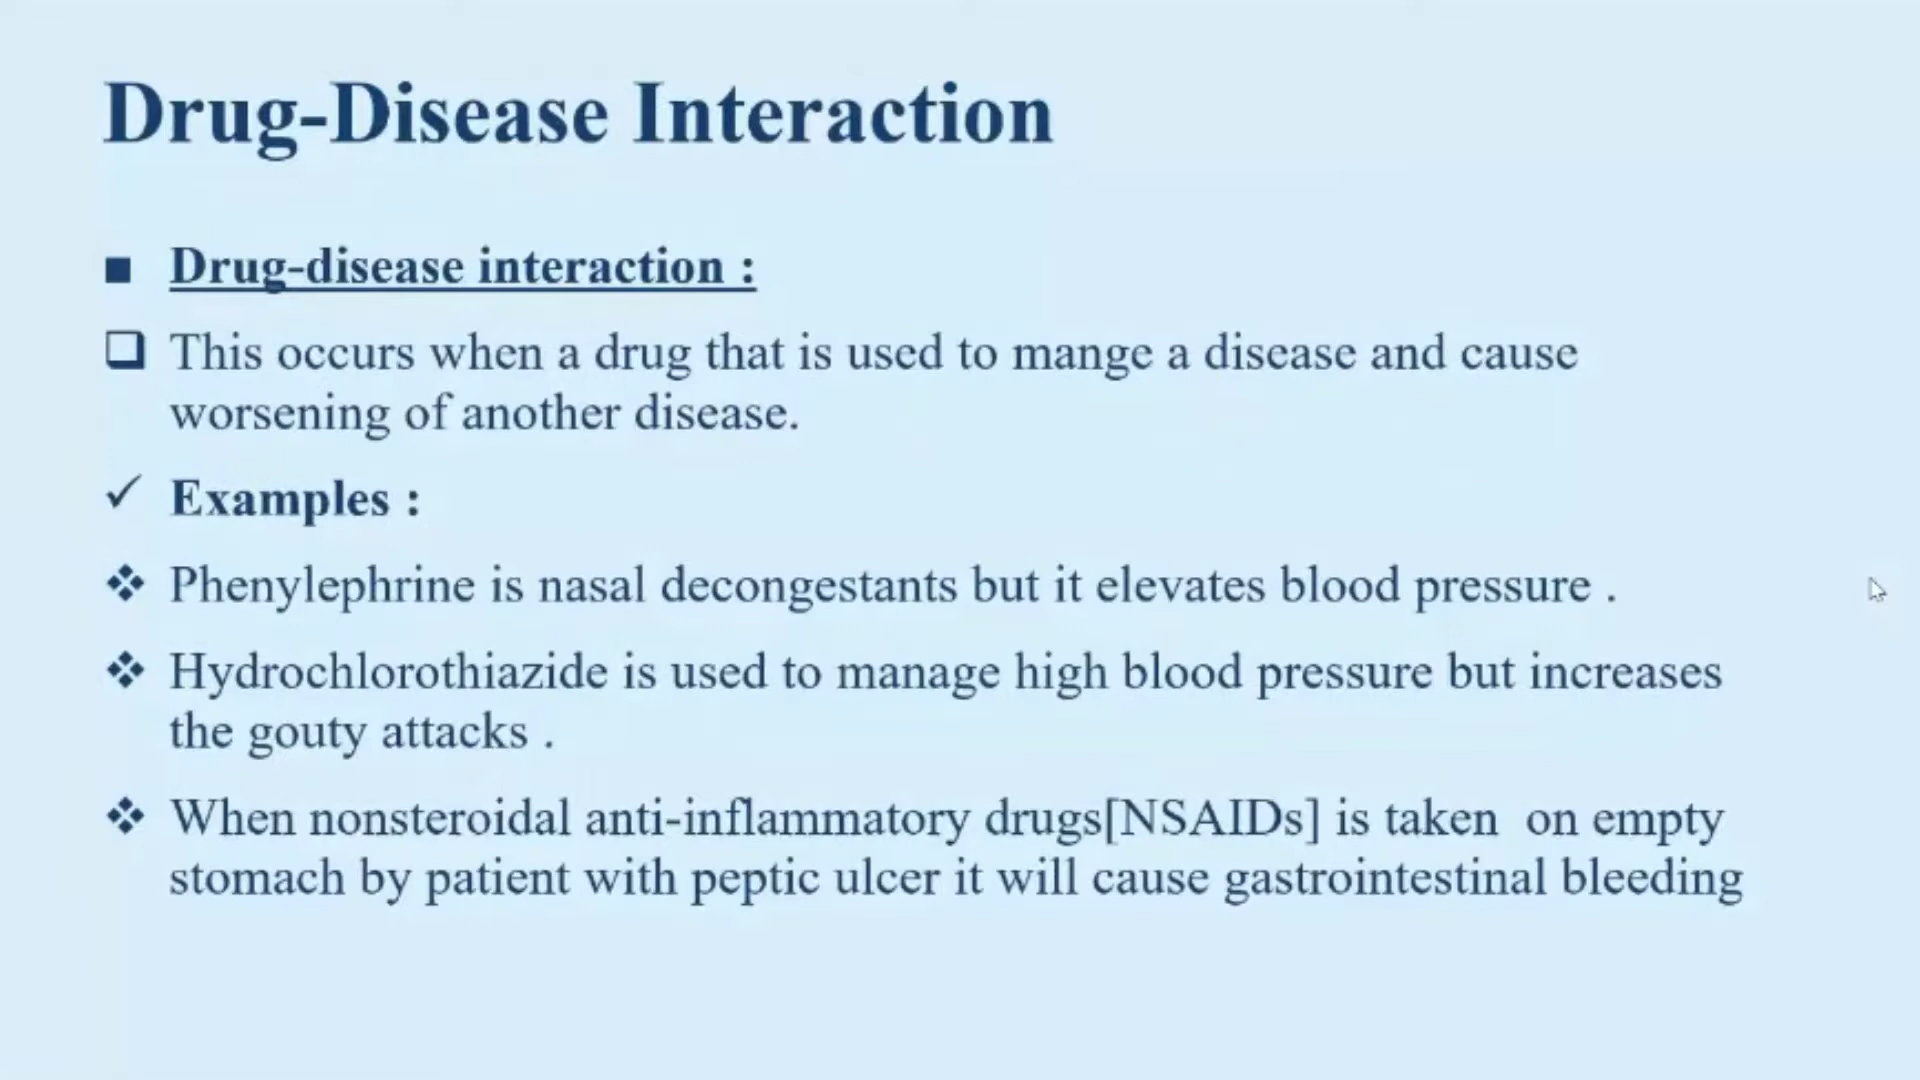 Drug-Disease Interaction
Drug-disease interaction :
This occurs when a drug that is used to mange a disease and cause
worsening of another disease.
Examples :
Phenylephrine is nasal decongestants but it elevates blood pressure .
Hydrochlorothiazide is used to manage high blood pressure but increases
the gouty attacks .
When nonsteroidal anti-inflammatory drugs[NSAIDs] is taken  on empty
stomach by patient with peptic ulcer it will cause gastrointestinal bleeding